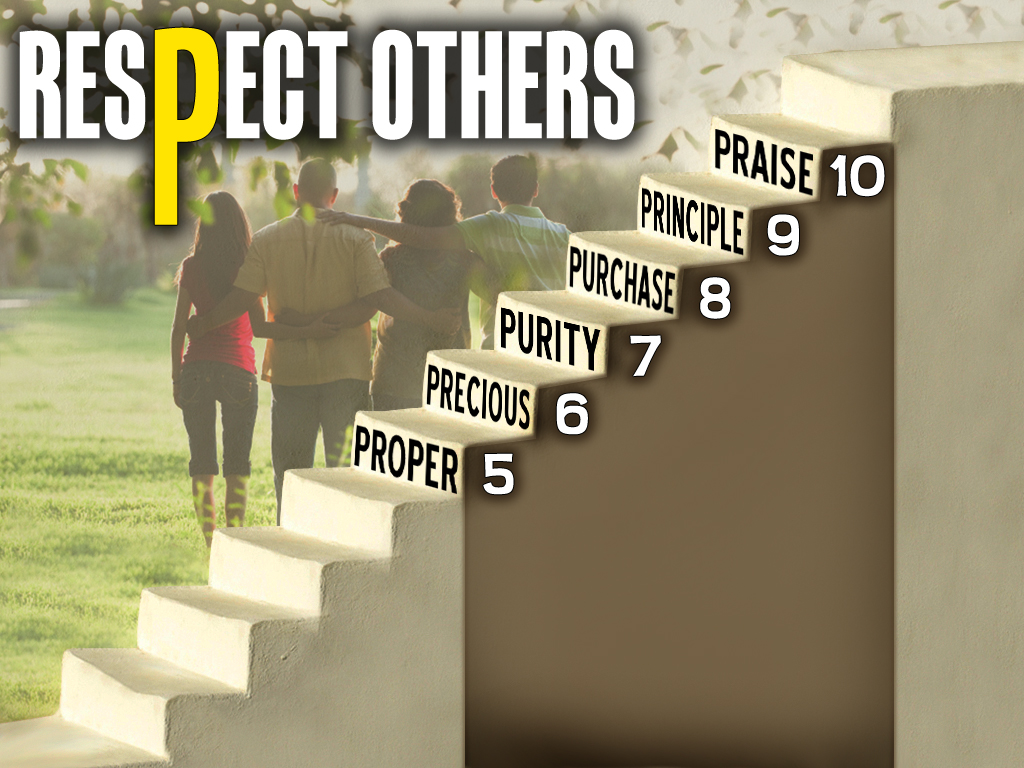 RESPECT OTHERS
PRAISE 10
PRINCIPLE 9
PURCHASE 8
PURITY 7
PRECIOUS 6
PROPER 5